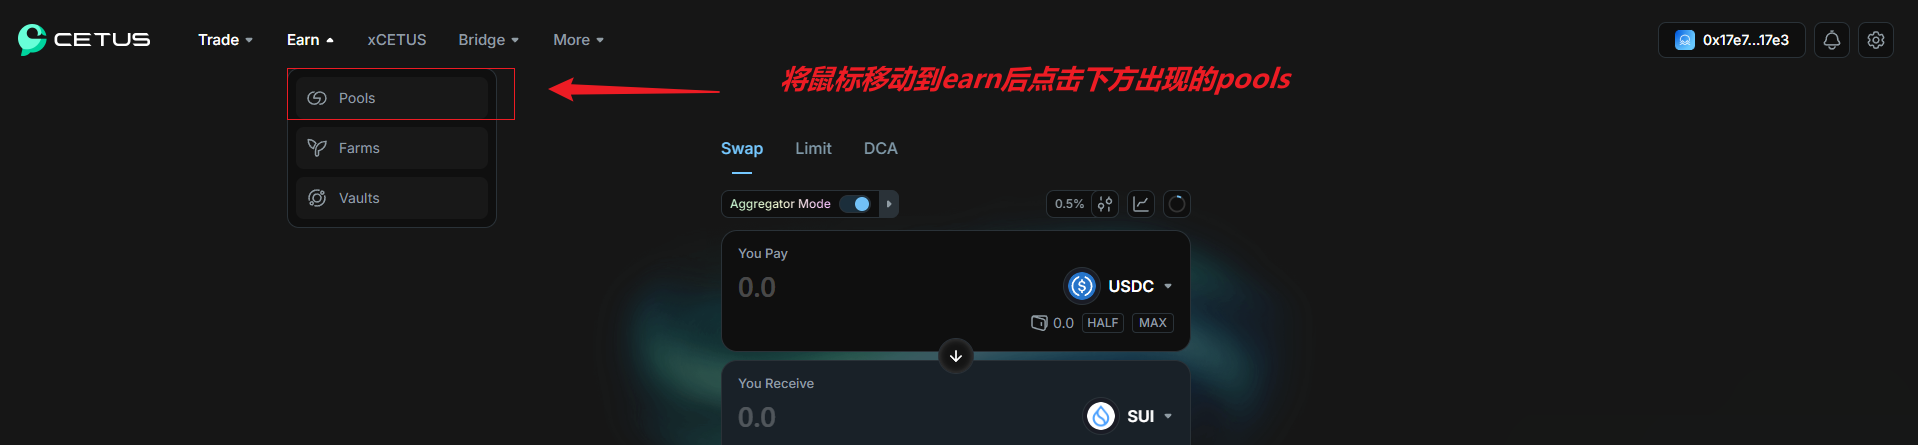 CETUS
Trade Earn xCETUS Bridge More 0x17e7...17e3
将鼠标移动到earn后点击下方出现的pools
Pools
Farms
Vaults
Swap Limit DCA
Aggregator Mode 0.5%
You Pay
0.0 USDC
0.0 HALF MAX
You Receive
0.0 SUI